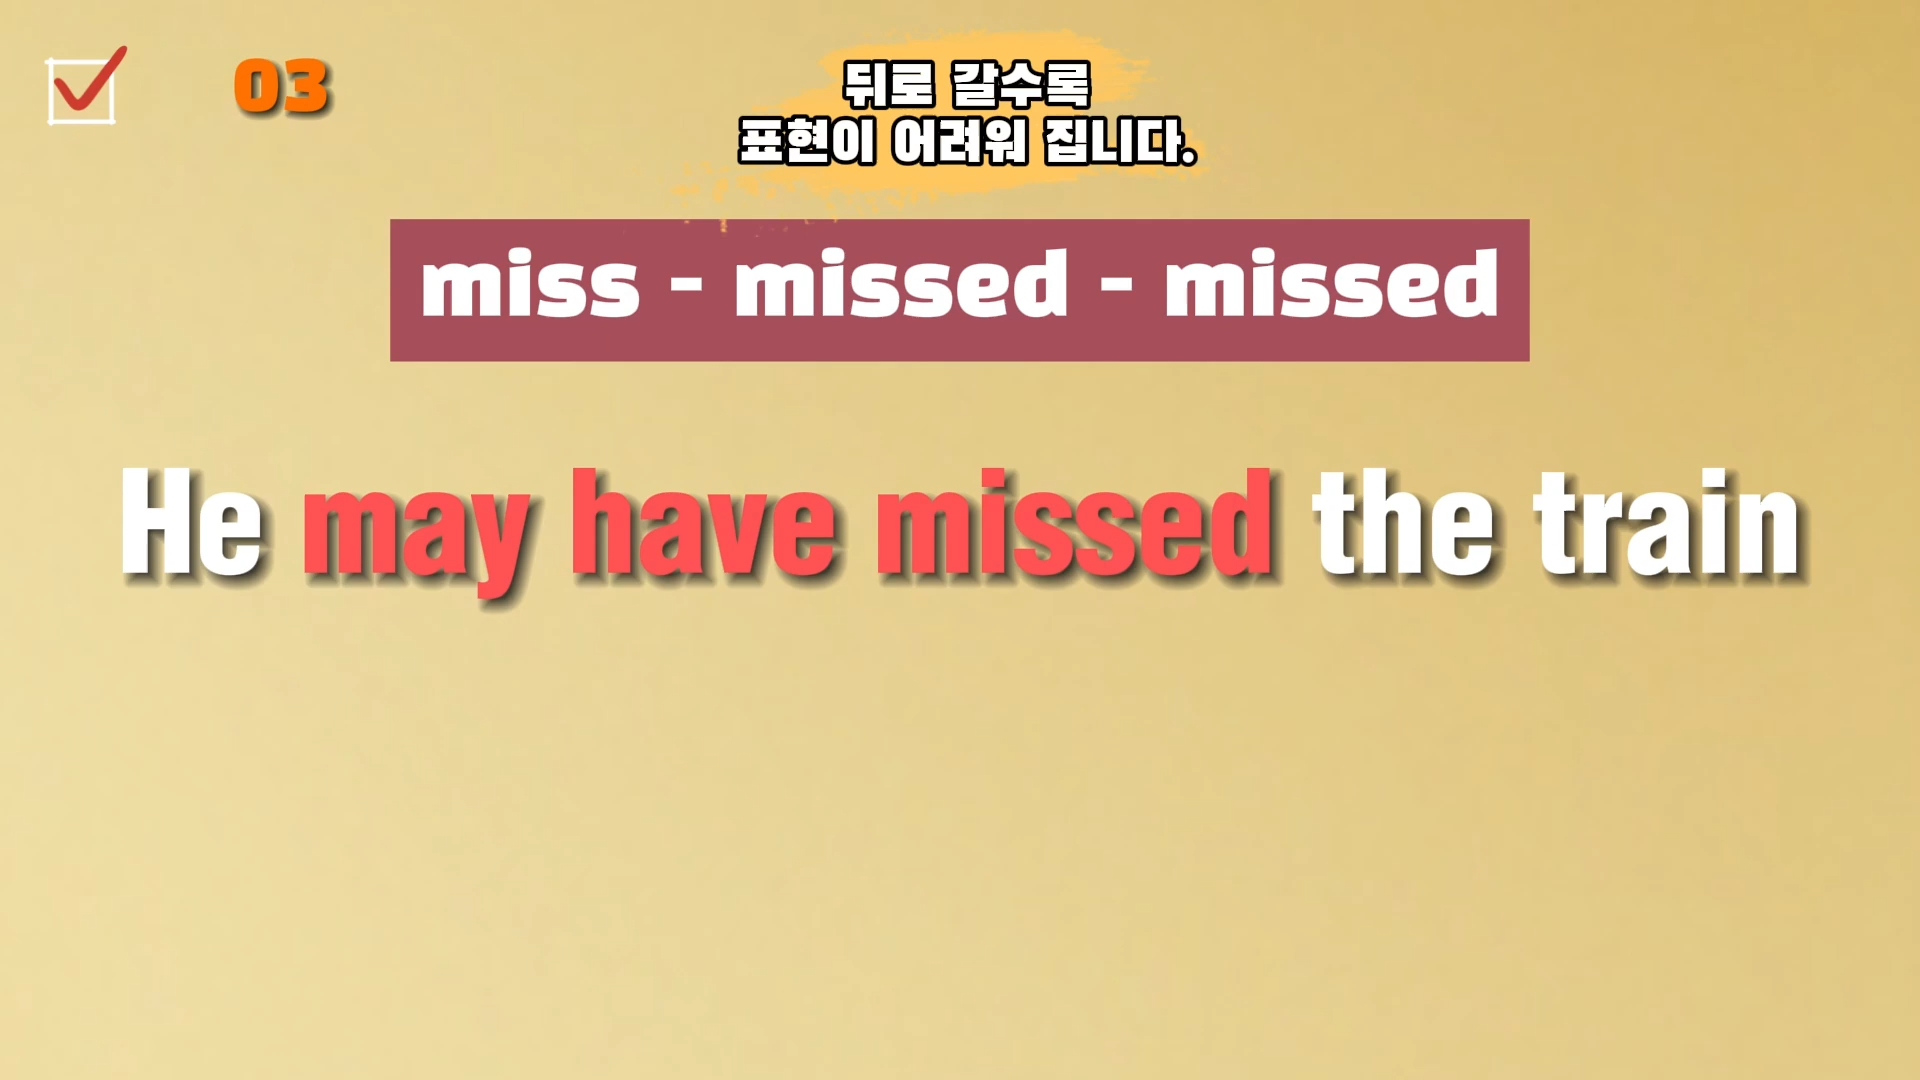 03
뒤로 갈수록
표현이 어려워 집니다.
miss - missed - missed
He may have missed the train